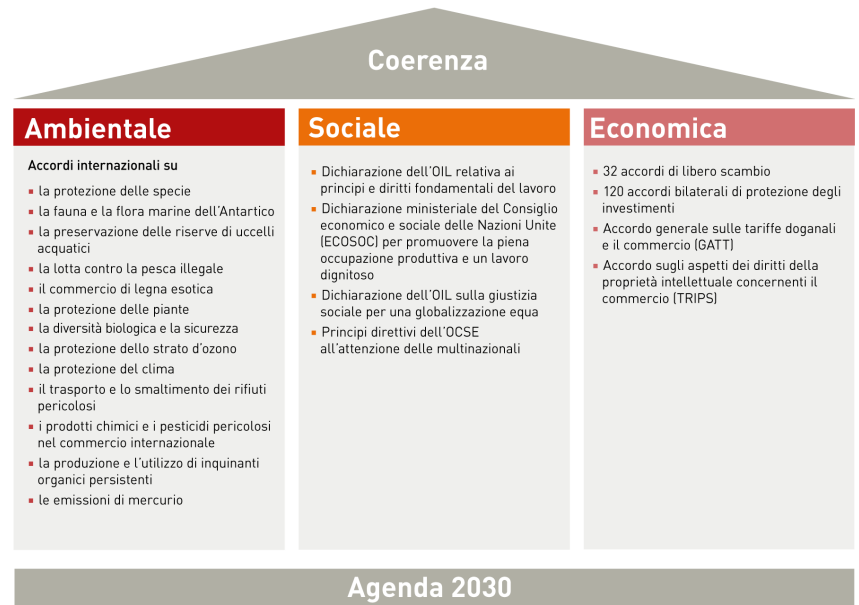 Coerenza
Ambientale
Accordi internazionali su
▪ la protezione delle specie
▪ la fauna e la flora marine dell'Antartico
▪ la preservazione delle riserve di uccelli
acquatici
▪ la lotta contro la pesca illegale
▪ il commercio di legna esotica
▪ la protezione delle piante
▪ la diversità biologica e la sicurezza
▪ la protezione dello strato d'ozono
▪ la protezione del clima
▪ il trasporto e lo smaltimento dei rifiuti
pericolosi
▪ i prodotti chimici e i pesticidi pericolosi
nel commercio internazionale
▪ la produzione e l'utilizzo di inquinanti
organici persistenti
▪ le emissioni di mercurio
Sociale
▪ Dichiarazione dell'OIL relativa ai
principi e diritti fondamentali del lavoro
▪ Dichiarazione ministeriale del Consiglio
economico e sociale delle Nazioni Unite
(ECOSOC) per promuovere la piena
occupazione produttiva e un lavoro
dignitoso
▪ Dichiarazione dell'OIL sulla giustizia
sociale per una globalizzazione equa
▪ Principi direttivi dell'OCSE
all'attenzione delle multinazionali
Economica
▪ 32 accordi di libero scambio
▪ 120 accordi bilaterali di protezione degli
investimenti
▪ Accordo generale sulle tariffe doganali
e il commercio (GATT)
▪ Accordo sugli aspetti dei diritti della
proprietà intellettuale concernenti il
commercio (TRIPS)
Agenda 2030